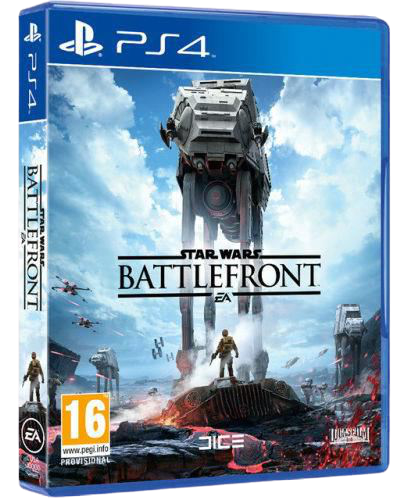 PS4
PS4
STAR WARS
BATTLEFRONT
EA
STAR WARS
BATTLEFRONT
EA
16
www.pegi.info
PROVISIONAL
DICE
EA